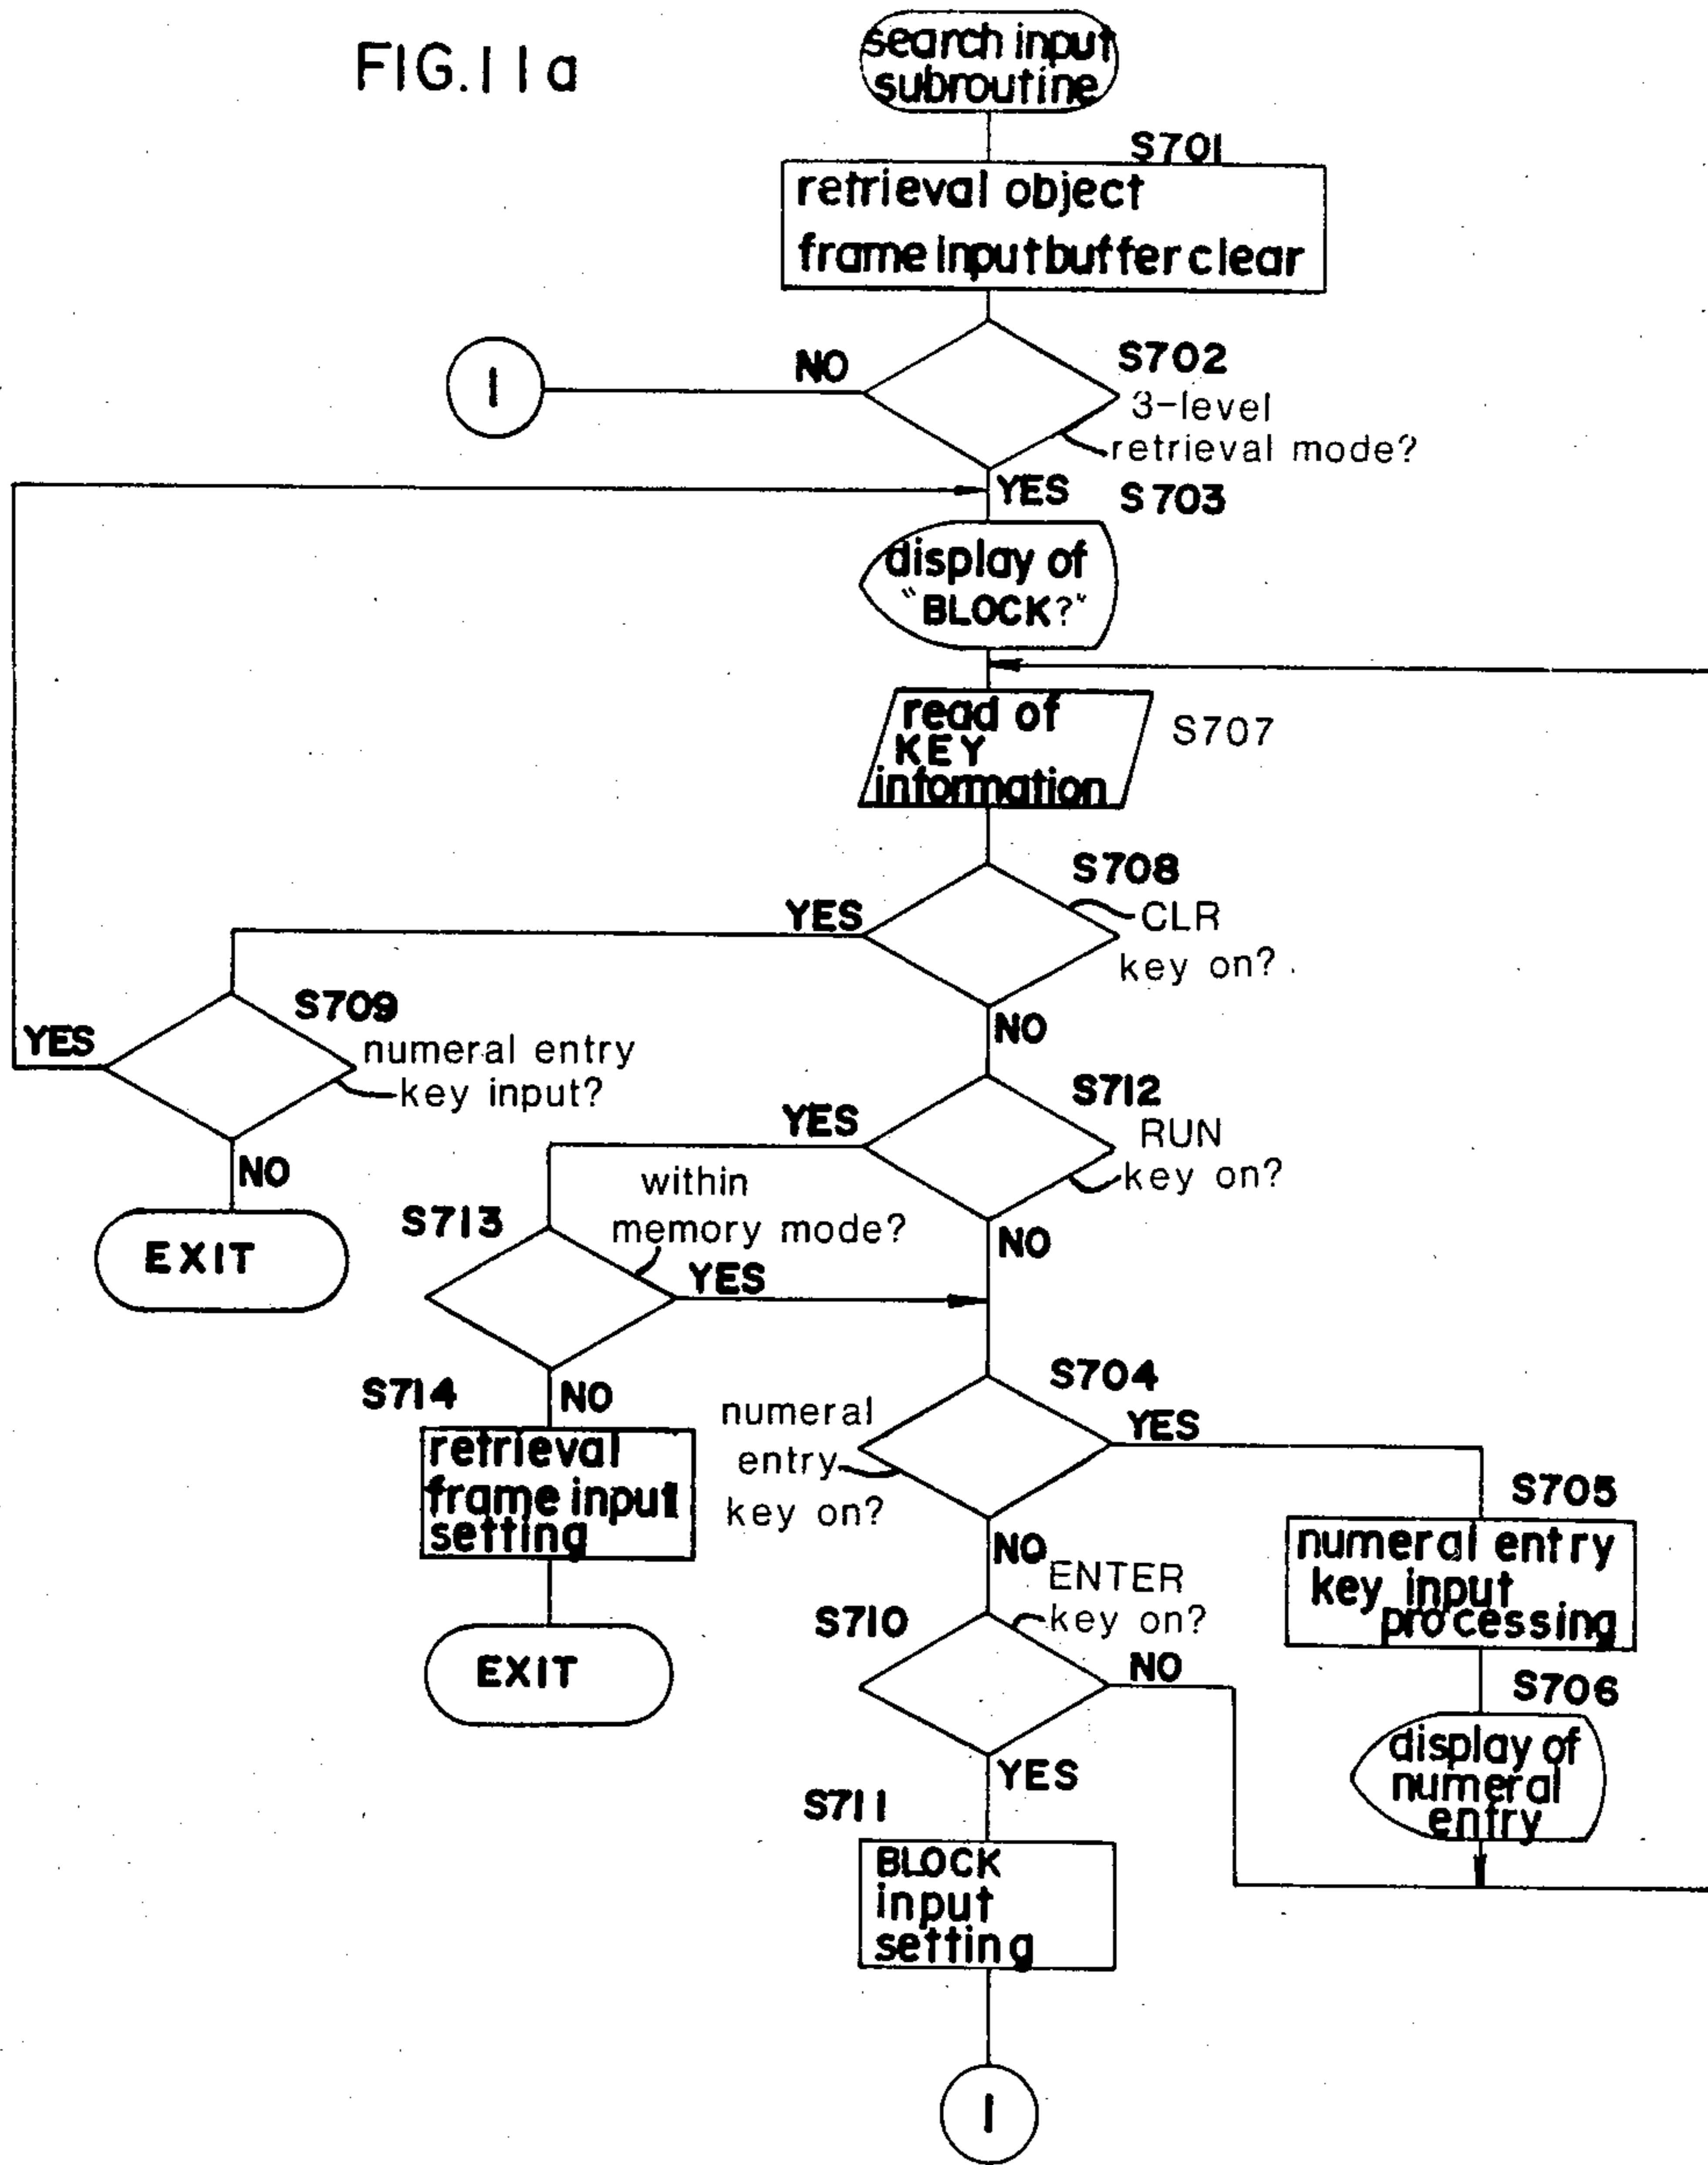 FIG.11a
search input
subroutine
S701
retrieval object
frame input buffer clear
1
NO
S702
3-level
retrieval mode?
YES
S703
display of
"BLOCK?"
read of
KEY
information
S707
S708
YES
CLR
key on?
NO
S709
YES
numeral entry
key input?
NO
EXIT
S712
YES
RUN
key on?
NO
S713
within
memory mode?
YES
NO
S714
retrieval
frame input
setting
EXIT
S704
numeral
entry
key on?
YES
NO
S705
numeral entry
key input
processing
S706
display of
numeral
entry
S710
ENTER
key on?
NO
YES
S711
BLOCK
input
setting
1